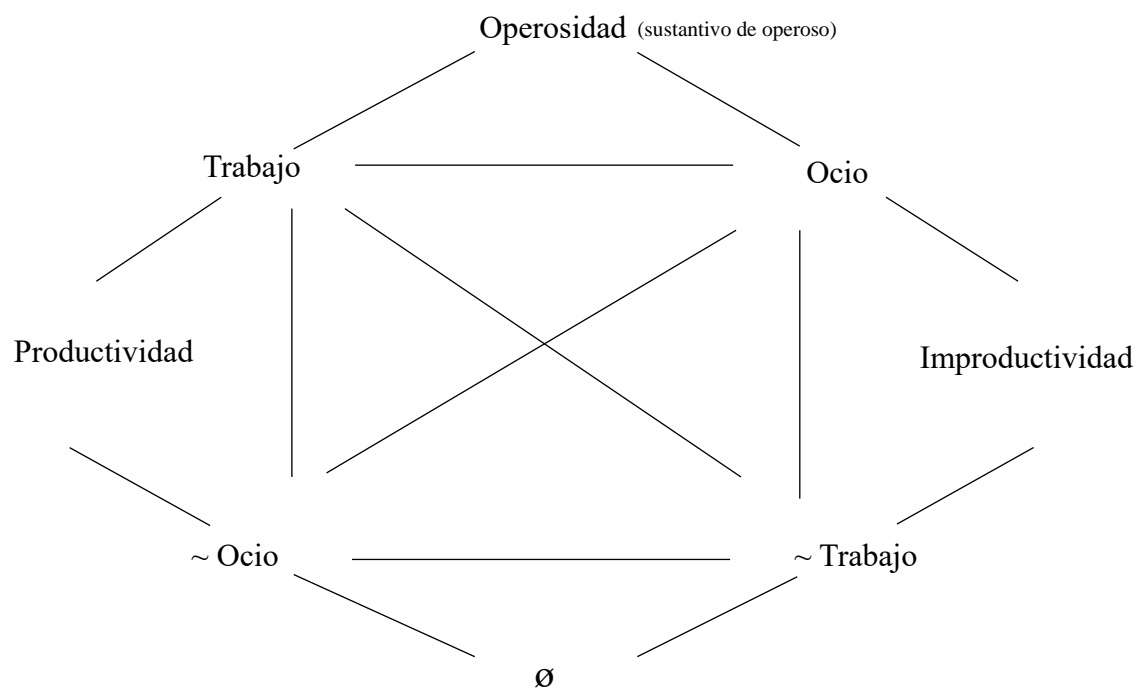 Operosidad (sustantivo de operoso)
Trabajo
Ocio
Productividad
Improductividad
~ Ocio
~ Trabajo
ø